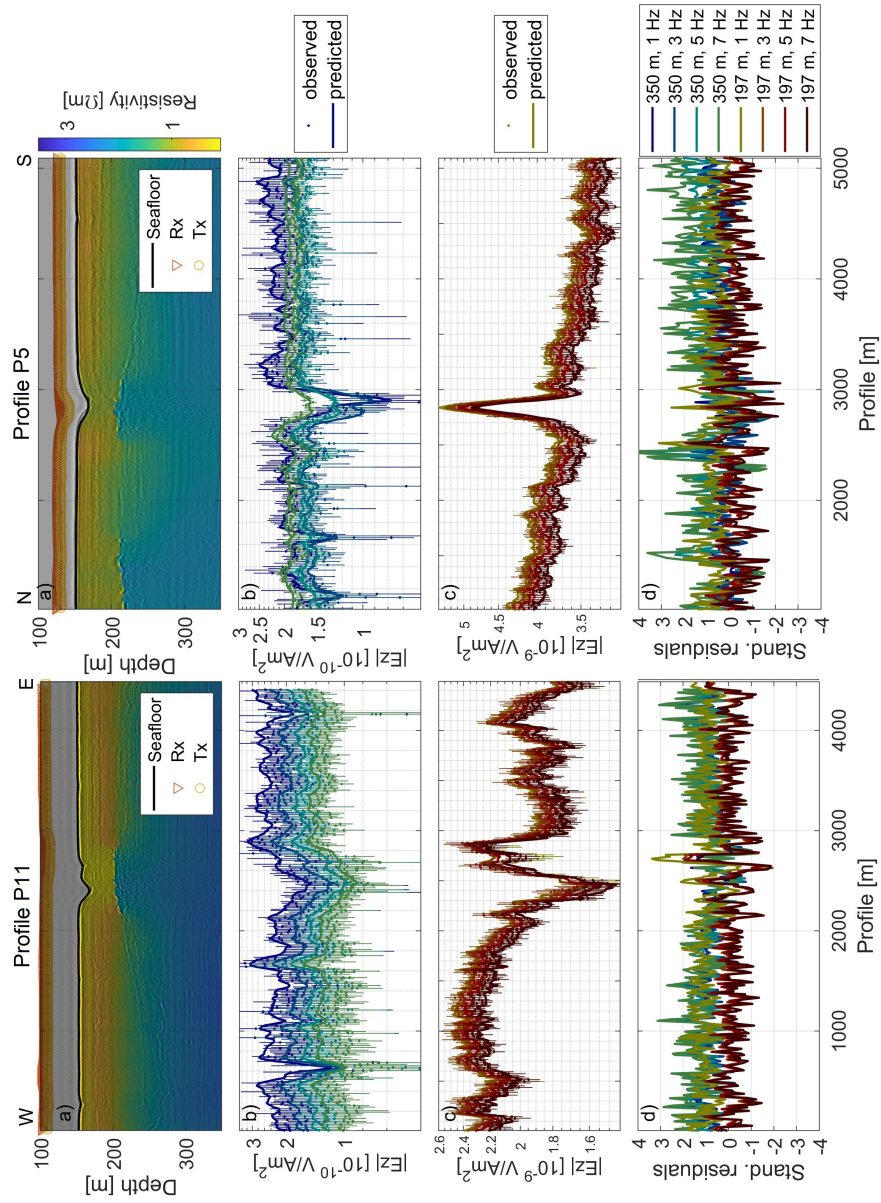 Profile P11
W
E
a)
100
200
300
Depth [m]
Seafloor
Rx
Tx
b)
3
2
1
|Ez| [10-10 V/Am2]
c)
2.6
2.4
2.2
2
1.8
1.6
|Ez| [10-9 V/Am2]
d)
4
3
2
1
0
-1
-2
-3
-4
Stand. residuals
1000
2000
3000
4000
Profile [m]
Profile P5
N
S
a)
100
200
300
Depth [m]
Seafloor
Rx
Tx
3
1
Resistivity [Ωm]
b)
3
2.5
2
1.5
1
|Ez| [10-10 V/Am2]
observed
predicted
c)
5
4.5
4
3.5
|Ez| [10-9 V/Am2]
observed
predicted
d)
4
3
2
1
0
-1
-2
-3
-4
Stand. residuals
2000
3000
4000
5000
Profile [m]
350 m, 1 Hz
350 m, 3 Hz
350 m, 5 Hz
350 m, 7 Hz
197 m, 1 Hz
197 m, 3 Hz
197 m, 5 Hz
197 m, 7 Hz